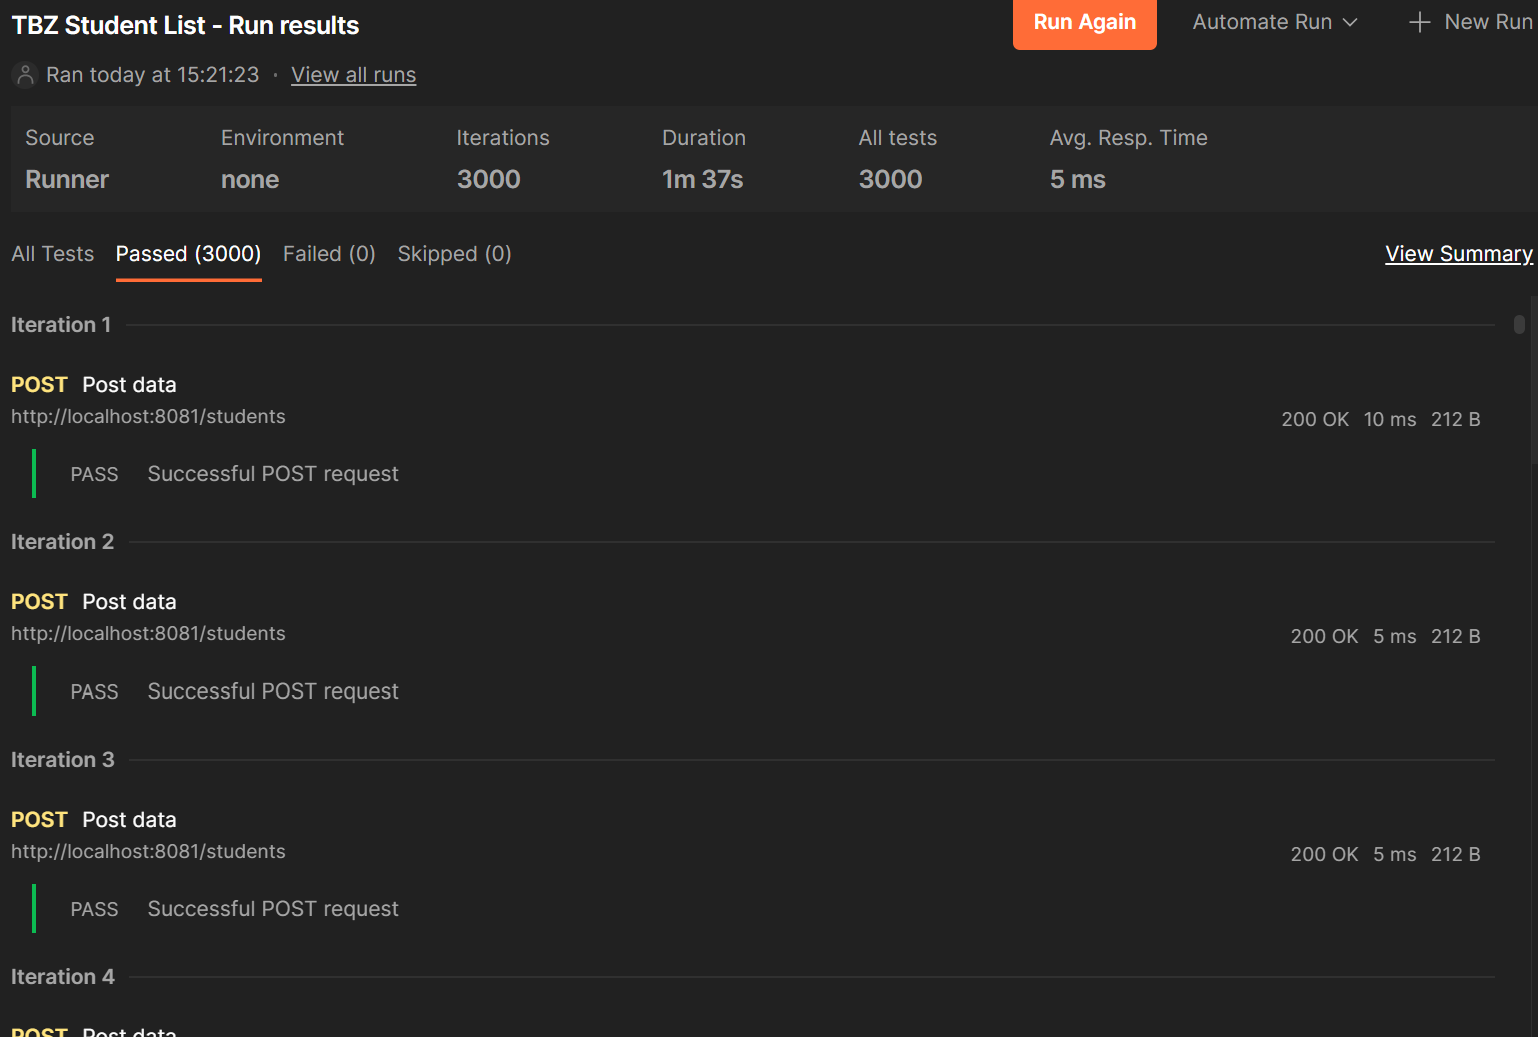 TBZ Student List - Run results
Run Again
Automate Run
New Run
Ran today at 15:21:23 · View all runs
Source Environment Iterations Duration All tests Avg. Resp. Time
Runner none 3000 1m 37s 3000 5 ms
All Tests Passed (3000) Failed (0) Skipped (0) View Summary
Iteration 1
POST Post data
http://localhost:8081/students
200 OK 10 ms 212 B
PASS Successful POST request
Iteration 2
POST Post data
http://localhost:8081/students
200 OK 5 ms 212 B
PASS Successful POST request
Iteration 3
POST Post data
http://localhost:8081/students
200 OK 5 ms 212 B
PASS Successful POST request
Iteration 4
POST Post data